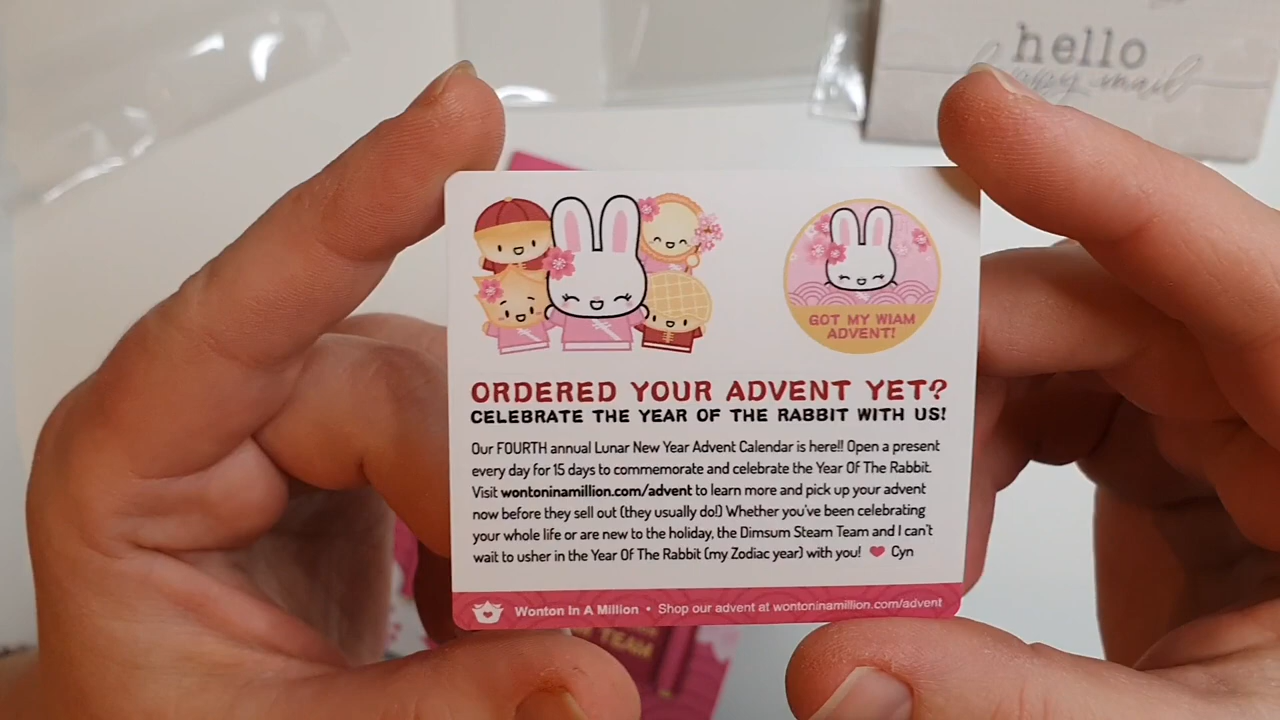 hello
happy mail
GOT MY WIAM
ADVENT!
ORDERED YOUR ADVENT YET?
CELEBRATE THE YEAR OF THE RABBIT WITH US!
Our FOURTH annual Lunar New Year Advent Calendar is here!! Open a present
every day for 15 days to commemorate and celebrate the Year Of The Rabbit.
Visit wontoninamillion.com/advent to learn more and pick up your advent
now before they sell out (they usually do!) Whether you've been celebrating
your whole life or are new to the holiday, the Dimsum Steam Team and I can't
wait to usher in the Year Of The Rabbit (my Zodiac year) with you! ❤ Cyn
Wonton In A Million • Shop our advent at wontoninamillion.com/advent
TEAM